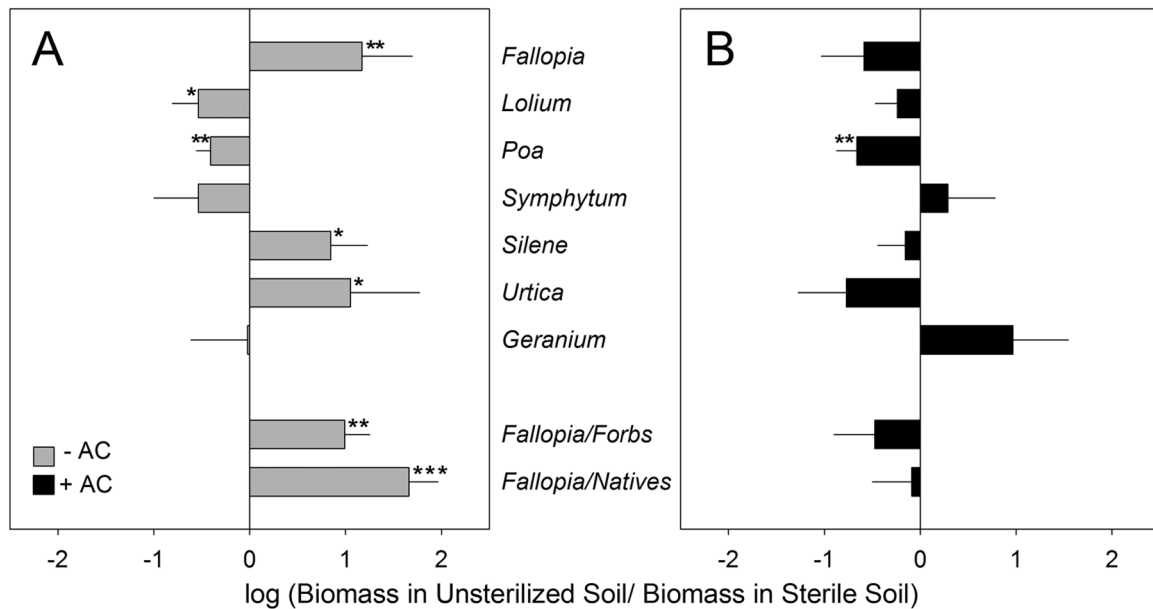 A
B
**
Fallopia
*
Lolium
**
Poa
**
Symphytum
*
Silene
*
Urtica
Geranium
**
Fallopia/Forbs
***
Fallopia/Natives
- AC
+ AC
-2 -1 0 1 2
-2 -1 0 1 2
log (Biomass in Unsterilized Soil/ Biomass in Sterile Soil)